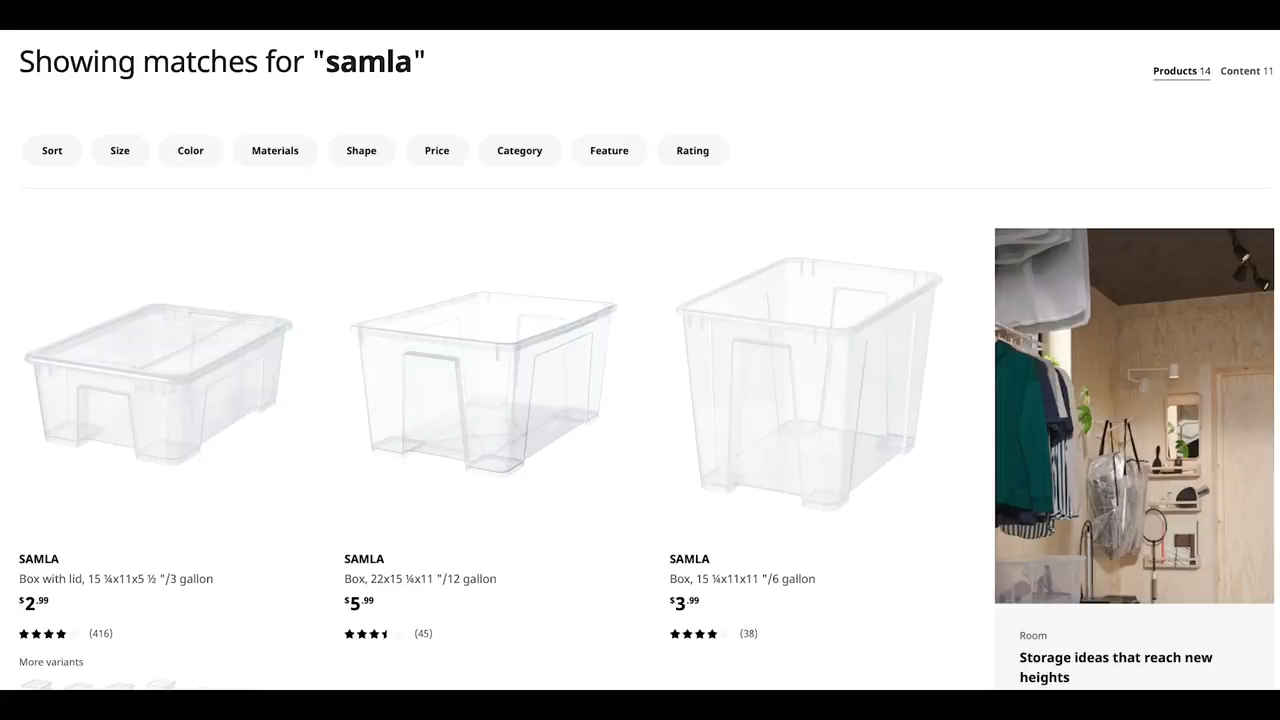 Showing matches for "samla"
Products 14 Content 11
Sort Size Color Materials Shape Price Category Feature Rating
SAMLA
Box with lid, 15 ¼x11x5 ½ "/3 gallon
$2.99
(416)
More variants
SAMLA
Box, 22x15 ¼x11 "/12 gallon
$5.99
(45)
SAMLA
Box, 15 ¼x11x11 "/6 gallon
$3.99
(38)
Room
Storage ideas that reach new
heights